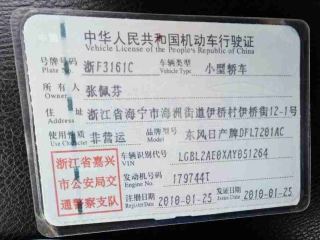 中华人民共和国机动车行驶证
Vehicle License of the People's Republic of China
号牌号码 浙F3161C 车辆类型 小型轿车
Plate No. Vehicle Type
所有人 张佩芬
Owner
住址 浙江省海宁市海洲街道伊桥村伊桥街12-1号
Address
使用性质 非营运 品牌型号 东风日产牌DFL7201AC
Use Character Model
浙江省嘉兴
市公安局交
通警察支队
车辆识别代号 LGBL2AE0XAY051264
VIN
发动机号码 179744T
Engine No.
注册日期 2010-01-25 发证日期 2010-01-25
Register Date Issue Date